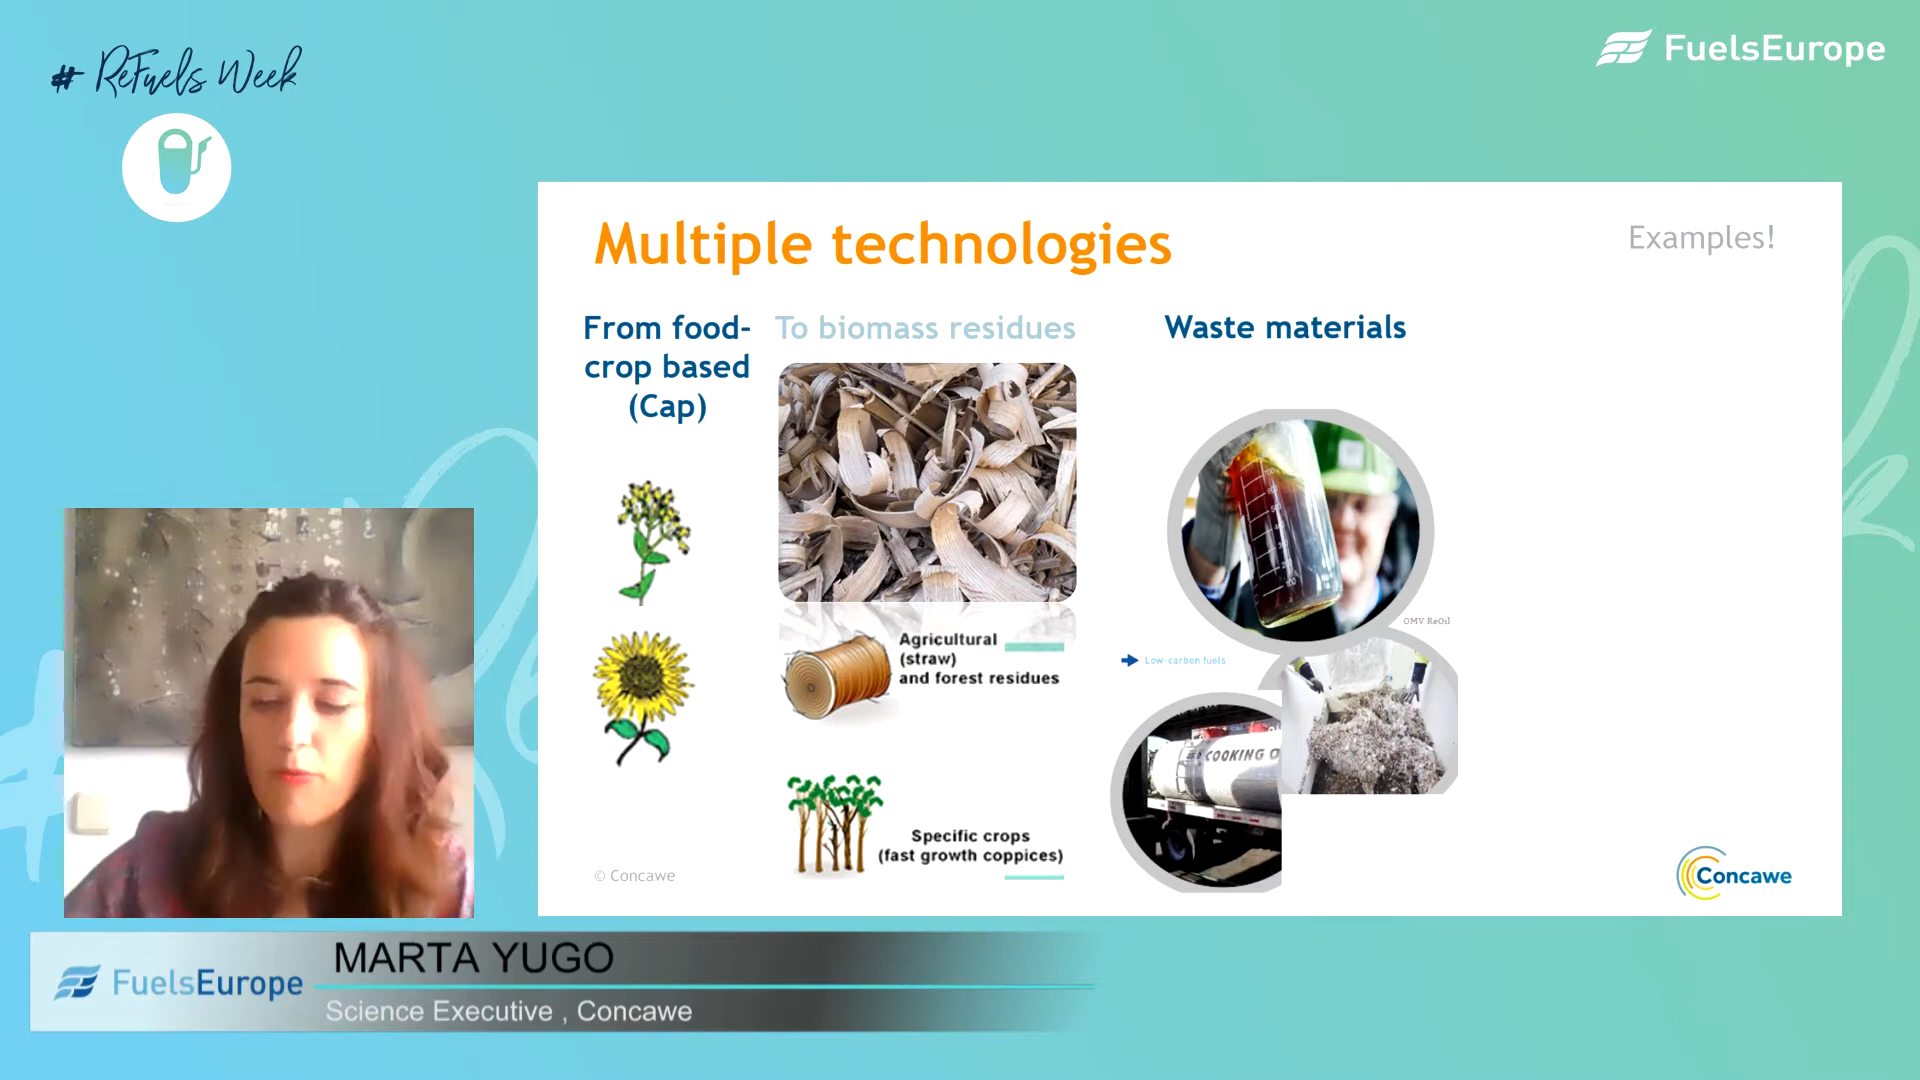 # ReFuels Week
FuelsEurope
Multiple technologies
Examples!
From food-
crop based
(Cap)
To biomass residues
Waste materials
OMV ReOil
Agricultural
(straw)
and forest residues
Low-carbon fuels
COOKING O
Specific crops
(fast growth coppices)
© Concawe
Concawe
FuelsEurope
MARTA YUGO
Science Executive , Concawe